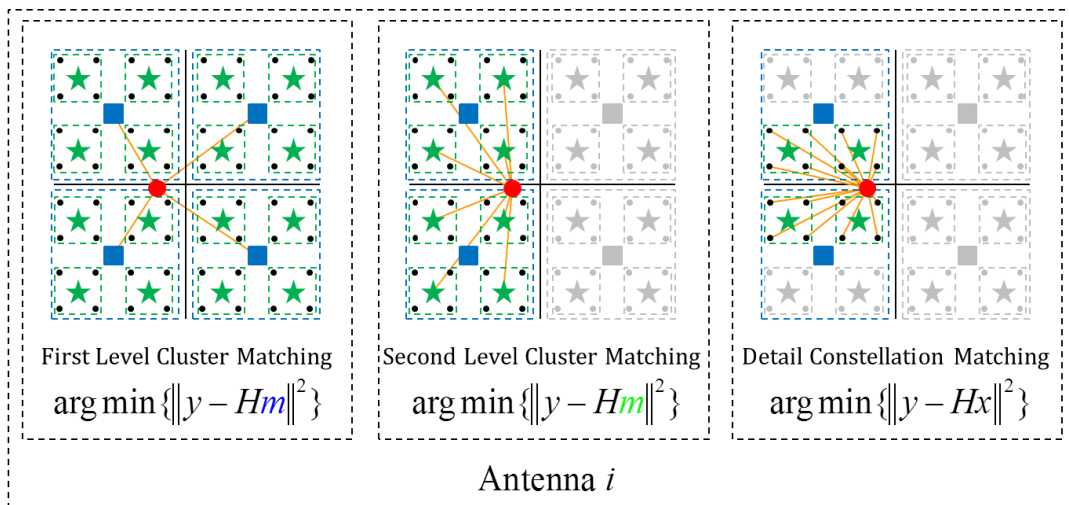 First Level Cluster Matching
arg min{‖y − Hm‖²}
Second Level Cluster Matching
arg min{‖y − Hm‖²}
Detail Constellation Matching
arg min{‖y − Hx‖²}
Antenna i